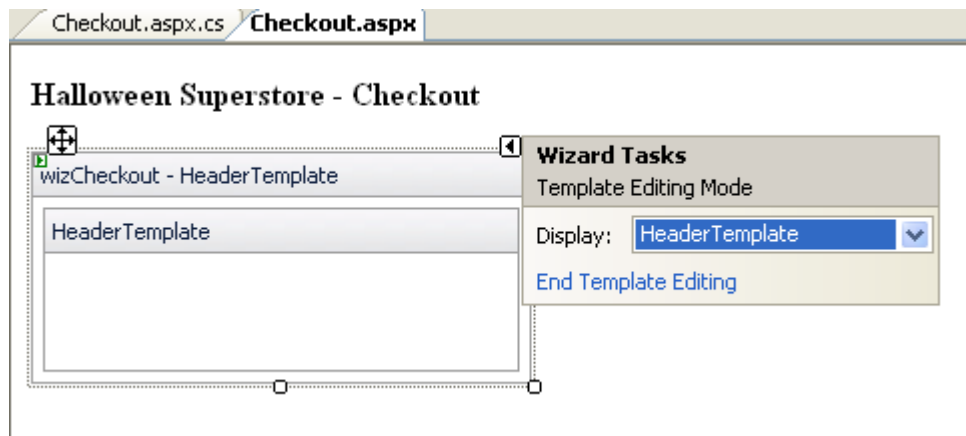 Checkout.aspx.cs Checkout.aspx
Halloween Superstore - Checkout
wizCheckout - HeaderTemplate
HeaderTemplate
Wizard Tasks
Template Editing Mode
Display: HeaderTemplate
End Template Editing